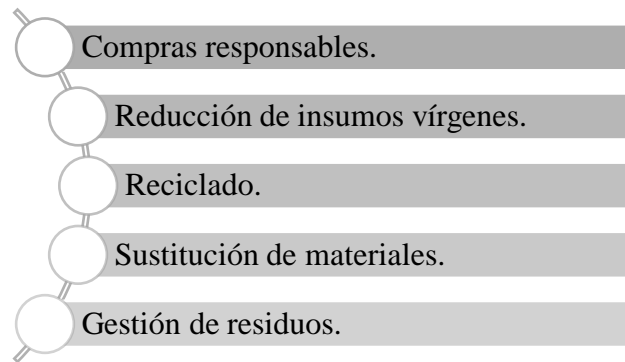 Compras responsables.
Reducción de insumos vírgenes.
Reciclado.
Sustitución de materiales.
Gestión de residuos.